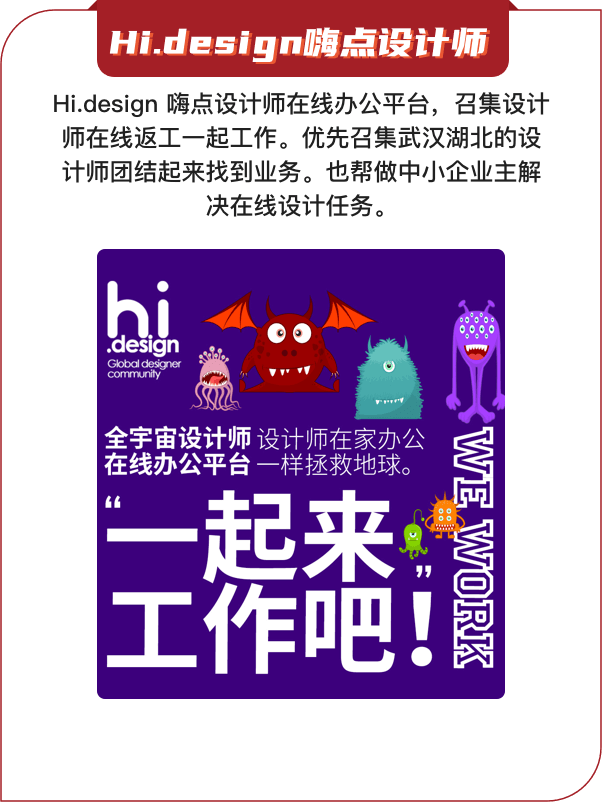 Hi.design嗨点设计师
Hi.design 嗨点设计师在线办公平台，召集设计
师在线返工一起工作。优先召集武汉湖北的设
计师团结起来找到业务。也帮做中小企业主解
决在线设计任务。
hi
.design
Global designer
community
全宇宙设计师 设计师在家办公
在线办公平台 一样拯救地球。
“一起来
工作吧”！
WE WORK